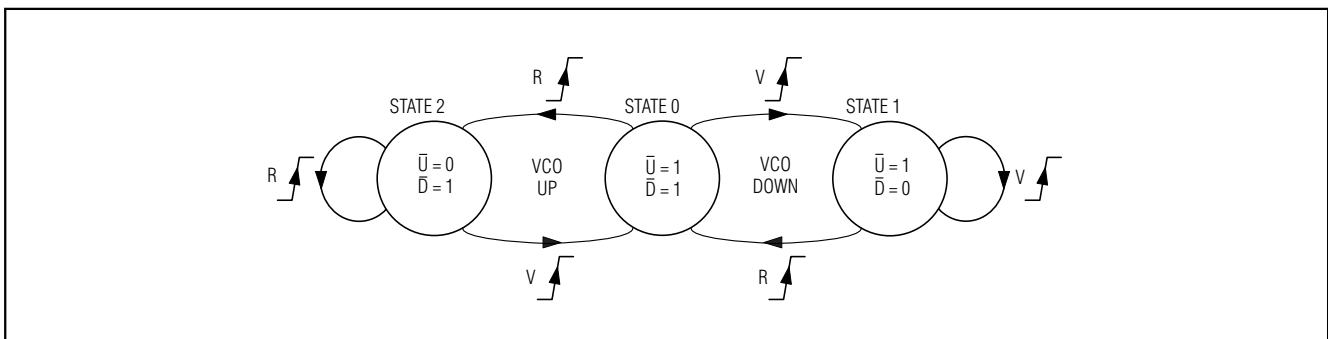 R
V
STATE 2
STATE 0
STATE 1
R
U̅ = 0
D̅ = 1
VCO
UP
U̅ = 1
D̅ = 1
VCO
DOWN
U̅ = 1
D̅ = 0
V
V
R